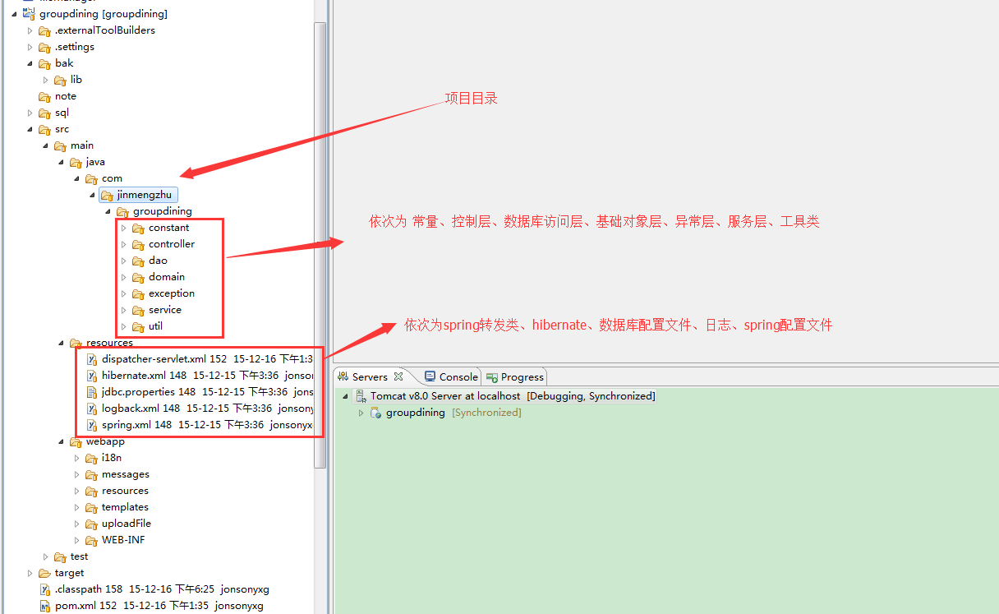 groupdining [groupdining]
.externalToolBuilders
.settings
bak
lib
note
sql
src
main
java
com
jinmengzhu
groupdining
constant
controller
dao
domain
exception
service
util
resources
dispatcher-servlet.xml 152 15-12-16 下午1:3
hibernate.xml 148 15-12-15 下午3:36 jonso
jdbc.properties 148 15-12-15 下午3:36 jons
logback.xml 148 15-12-15 下午3:36 jonsony
spring.xml 148 15-12-15 下午3:36 jonsonyx
webapp
i18n
messages
resources
templates
uploadFile
WEB-INF
test
target
.classpath 158 15-12-16 下午6:25 jonsonyxg
pom.xml 152 15-12-16 下午1:35 jonsonyxg
项目目录
依次为 常量、控制层、数据库访问层、基础对象层、异常层、服务层、工具类
依次为spring转发类、hibernate、数据库配置文件、日志、spring配置文件
Servers Console Progress
Tomcat v8.0 Server at localhost [Debugging, Synchronized]
groupdining [Synchronized]